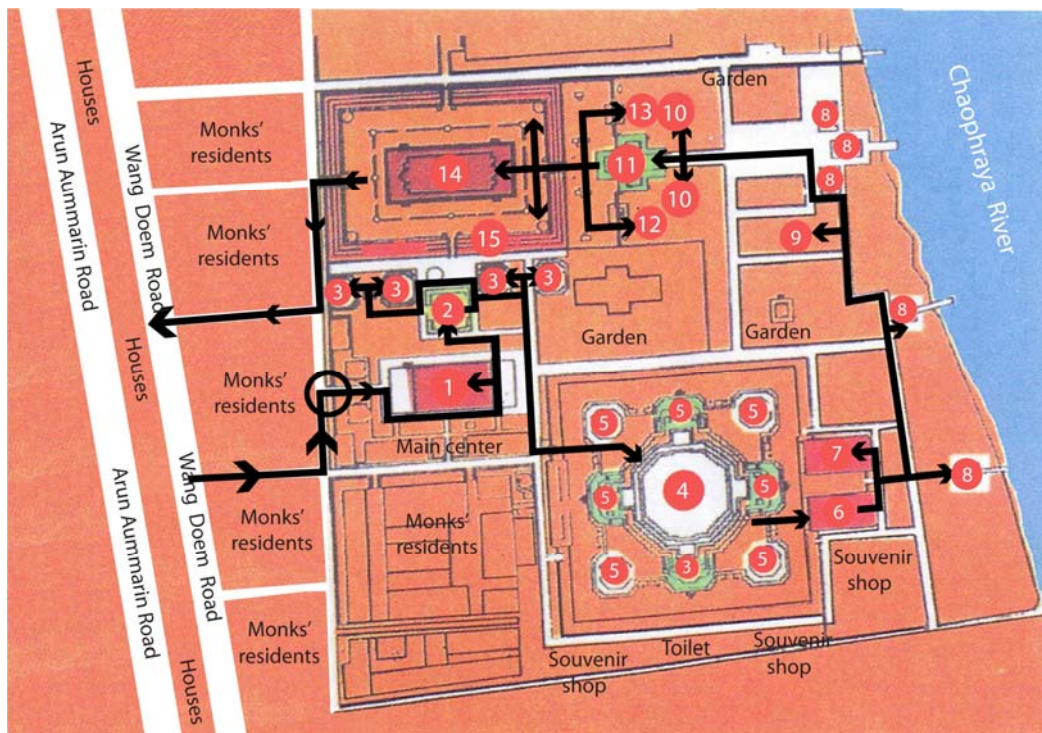 Garden
Chaophraya River
Houses
Monks'
residents
8
13
10
8
Arun Aummarin Road
Wang Doem Road
11
14
8
10
12
9
Monks'
residents
15
3
3
3
3
2
8
Garden
Garden
Houses
Monks'
residents
1
5
5
5
Main center
7
Wang Doem Road
Arun Aummarin Road
8
4
5
5
6
Monks'
residents
Monks'
residents
Souvenir
shop
5
3
5
Monks'
residents
Souvenir
shop
Toilet
Souvenir
shop
Houses